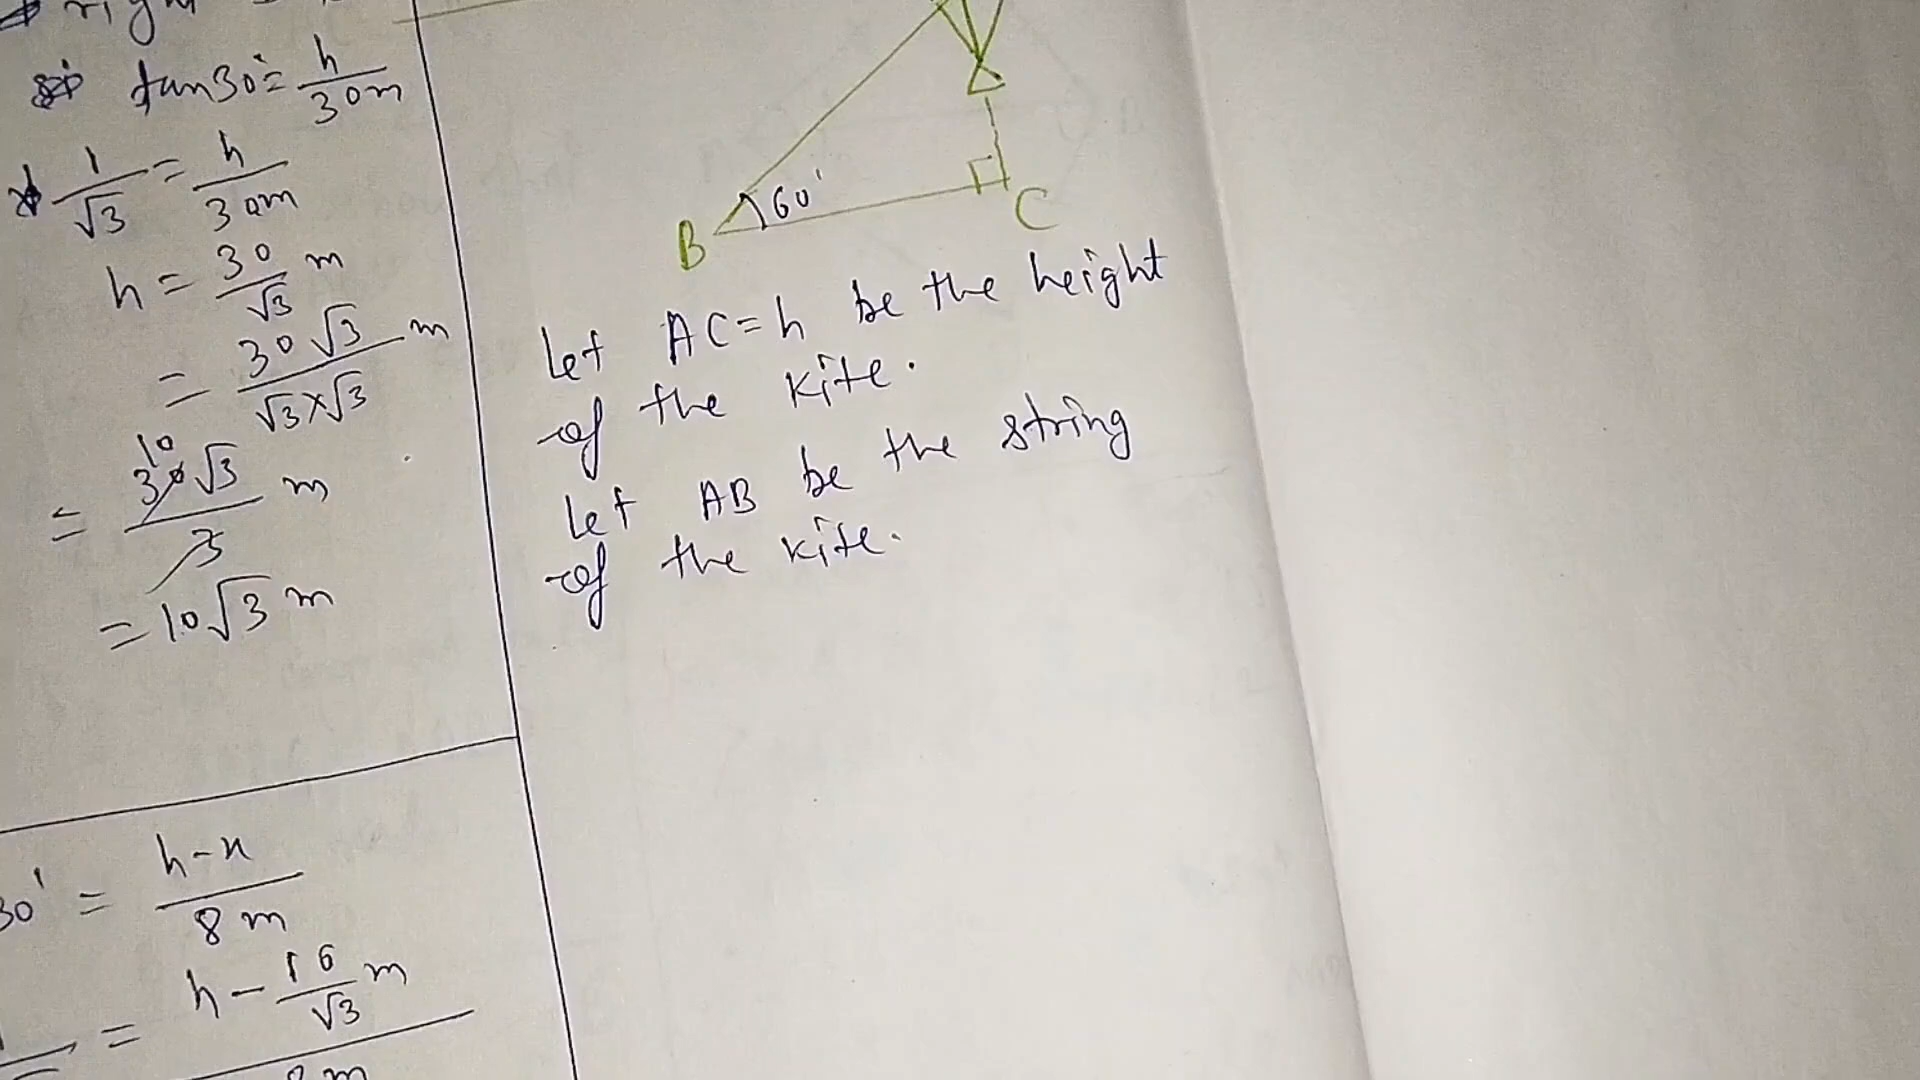 tan30° = h/30m
1/√3 = h/30m
h = 30/√3 m
= 30√3/√3×√3 m
10
= 30√3/3 m
= 10√3 m
30° = h-x/8m
= h - 16/√3 m
60°
B
C
Let AC = h be the height
of the kite.
Let AB be the string
of the kite.